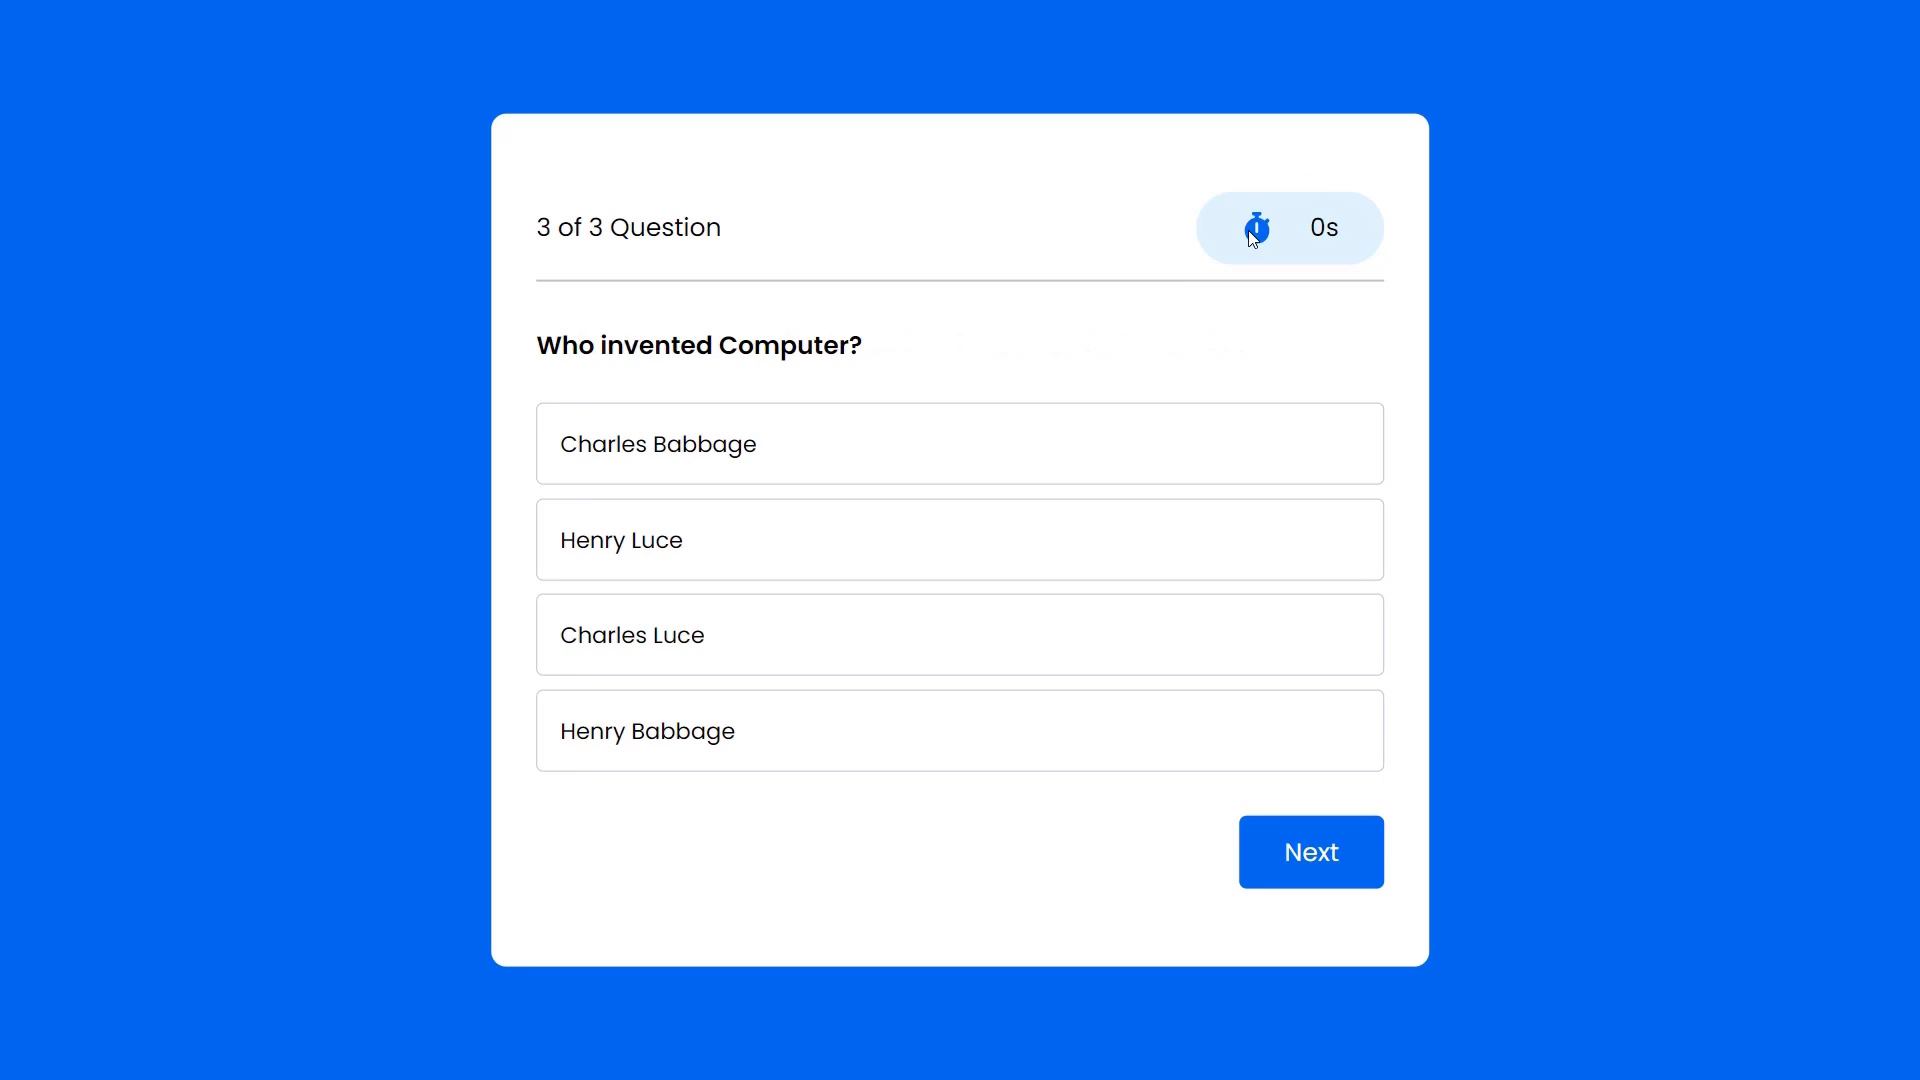 3 of 3 Question
0s
Who invented Computer?
Charles Babbage
Henry Luce
Charles Luce
Henry Babbage
Next